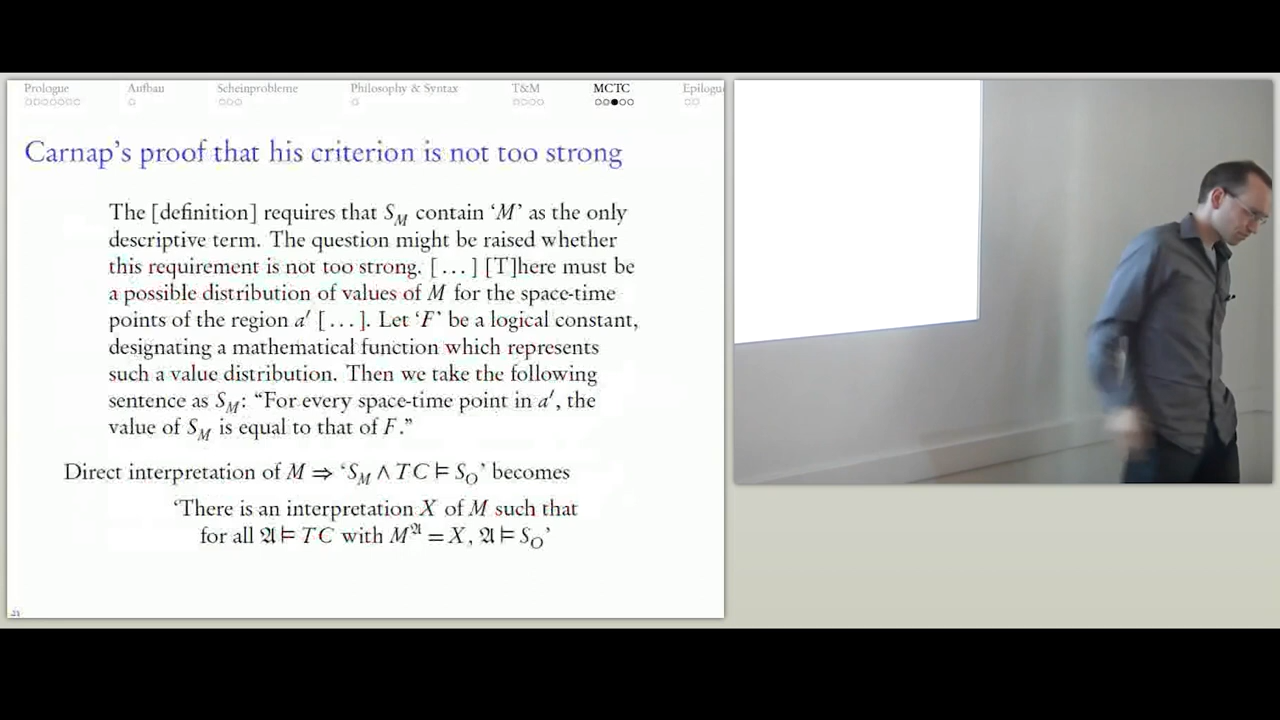 Prologue Aufbau Scheinprobleme Philosophy & Syntax T&M MCTC Epilogu
Carnap's proof that his criterion is not too strong
The [definition] requires that S_M contain ‘M’ as the only
descriptive term. The question might be raised whether
this requirement is not too strong. […] [T]here must be
a possible distribution of values of M for the space-time
points of the region a′ […]. Let ‘F’ be a logical constant,
designating a mathematical function which represents
such a value distribution. Then we take the following
sentence as S_M: “For every space-time point in a′, the
value of S_M is equal to that of F.”
Direct interpretation of M ⇒ ‘S_M ∧ TC ⊨ S_O’ becomes
‘There is an interpretation X of M such that
for all 𝔄 ⊨ TC with M^𝔄 = X, 𝔄 ⊨ S_O’